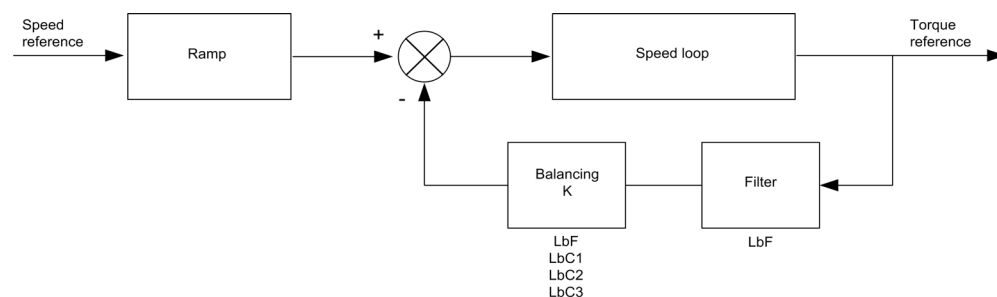 Speed
reference
Ramp
+
-
Speed loop
Torque
reference
Balancing
K
LbF
LbC1
LbC2
LbC3
Filter
LbF